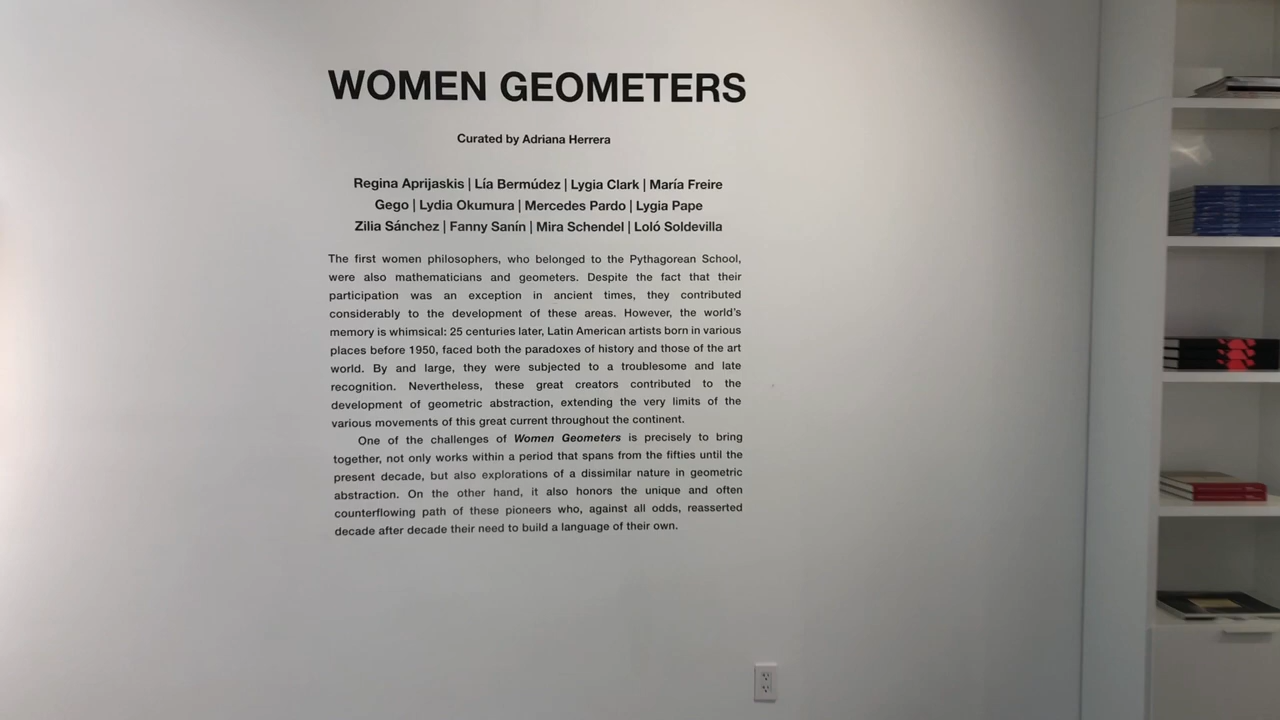 WOMEN GEOMETERS
Curated by Adriana Herrera
Regina Aprijaskis | Lía Bermúdez | Lygia Clark | María Freire
Gego | Lydia Okumura | Mercedes Pardo | Lygia Pape
Zilia Sánchez | Fanny Sanín | Mira Schendel | Loló Soldevilla
The first women philosophers, who belonged to the Pythagorean School,
were also mathematicians and geometers. Despite the fact that their
participation was an exception in ancient times, they contributed
considerably to the development of these areas. However, the world's
memory is whimsical: 25 centuries later, Latin American artists born in various
places before 1950, faced both the paradoxes of history and those of the art
world. By and large, they were subjected to a troublesome and late
recognition. Nevertheless, these great creators contributed to the
development of geometric abstraction, extending the very limits of the
various movements of this great current throughout the continent.
One of the challenges of Women Geometers is precisely to bring
together, not only works within a period that spans from the fifties until the
present decade, but also explorations of a dissimilar nature in geometric
abstraction. On the other hand, it also honors the unique and often
counterflowing path of these pioneers who, against all odds, reasserted
decade after decade their need to build a language of their own.